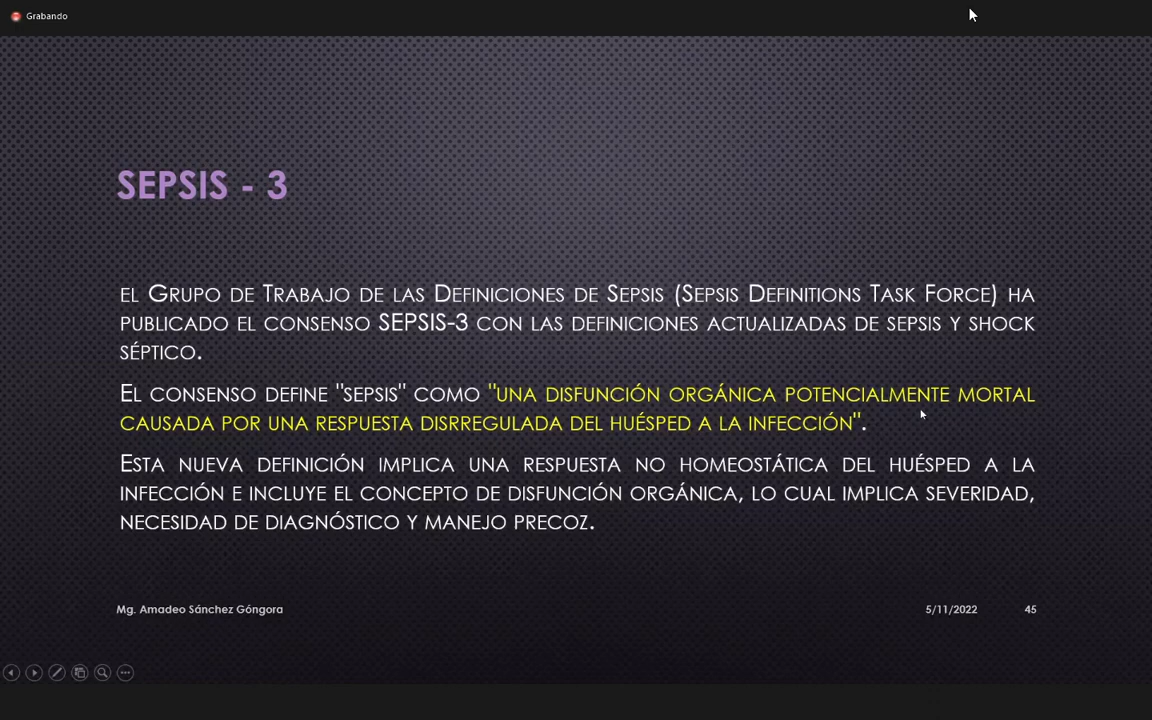 Grabando
SEPSIS - 3
EL GRUPO DE TRABAJO DE LAS DEFINICIONES DE SEPSIS (SEPSIS DEFINITIONS TASK FORCE) HA
PUBLICADO EL CONSENSO SEPSIS-3 CON LAS DEFINICIONES ACTUALIZADAS DE SEPSIS Y SHOCK
SÉPTICO.
EL CONSENSO DEFINE "SEPSIS" COMO "UNA DISFUNCIÓN ORGÁNICA POTENCIALMENTE MORTAL
CAUSADA POR UNA RESPUESTA DISRREGULADA DEL HUÉSPED A LA INFECCIÓN".
ESTA NUEVA DEFINICIÓN IMPLICA UNA RESPUESTA NO HOMEOSTÁTICA DEL HUÉSPED A LA
INFECCIÓN E INCLUYE EL CONCEPTO DE DISFUNCIÓN ORGÁNICA, LO CUAL IMPLICA SEVERIDAD,
NECESIDAD DE DIAGNÓSTICO Y MANEJO PRECOZ.
Mg. Amadeo Sánchez Góngora
5/11/2022
45